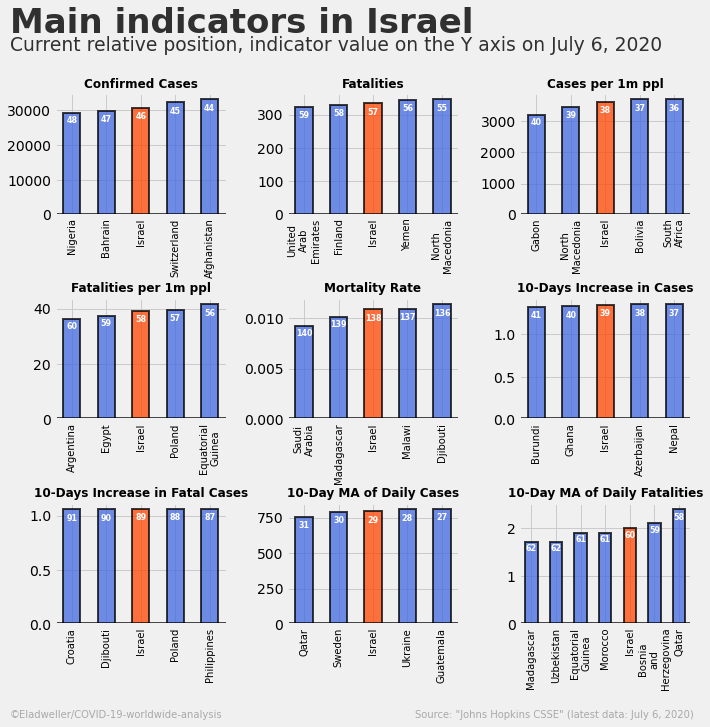 Main indicators in Israel
Current relative position, indicator value on the Y axis on July 6, 2020
Confirmed Cases
30000
20000
10000
0
48
47
46
45
44
Nigeria
Bahrain
Israel
Switzerland
Afghanistan
Fatalities
300
200
100
0
59
58
57
56
55
United
Arab
Emirates
Finland
Israel
Yemen
North
Macedonia
Cases per 1m ppl
3000
2000
1000
0
40
39
38
37
36
Gabon
North
Macedonia
Israel
Bolivia
South
Africa
Fatalities per 1m ppl
40
20
0
60
59
58
57
56
Argentina
Egypt
Israel
Poland
Equatorial
Guinea
Mortality Rate
0.010
0.005
0.000
140
139
138
137
136
Saudi
Arabia
Madagascar
Israel
Malawi
Djibouti
10-Days Increase in Cases
1.0
0.5
0.0
41
40
39
38
37
Burundi
Ghana
Israel
Azerbaijan
Nepal
10-Days Increase in Fatal Cases
1.0
0.5
0.0
91
90
89
88
87
Croatia
Djibouti
Israel
Poland
Philippines
10-Day MA of Daily Cases
750
500
250
0
31
30
29
28
27
Qatar
Sweden
Israel
Ukraine
Guatemala
10-Day MA of Daily Fatalities
2
1
0
62
62
61
61
60
59
58
Madagascar
Uzbekistan
Equatorial
Guinea
Morocco
Israel
Bosnia
and
Herzegovina
Qatar
©Eladweller/COVID-19-worldwide-analysis
Source: "Johns Hopkins CSSE" (latest data: July 6, 2020)